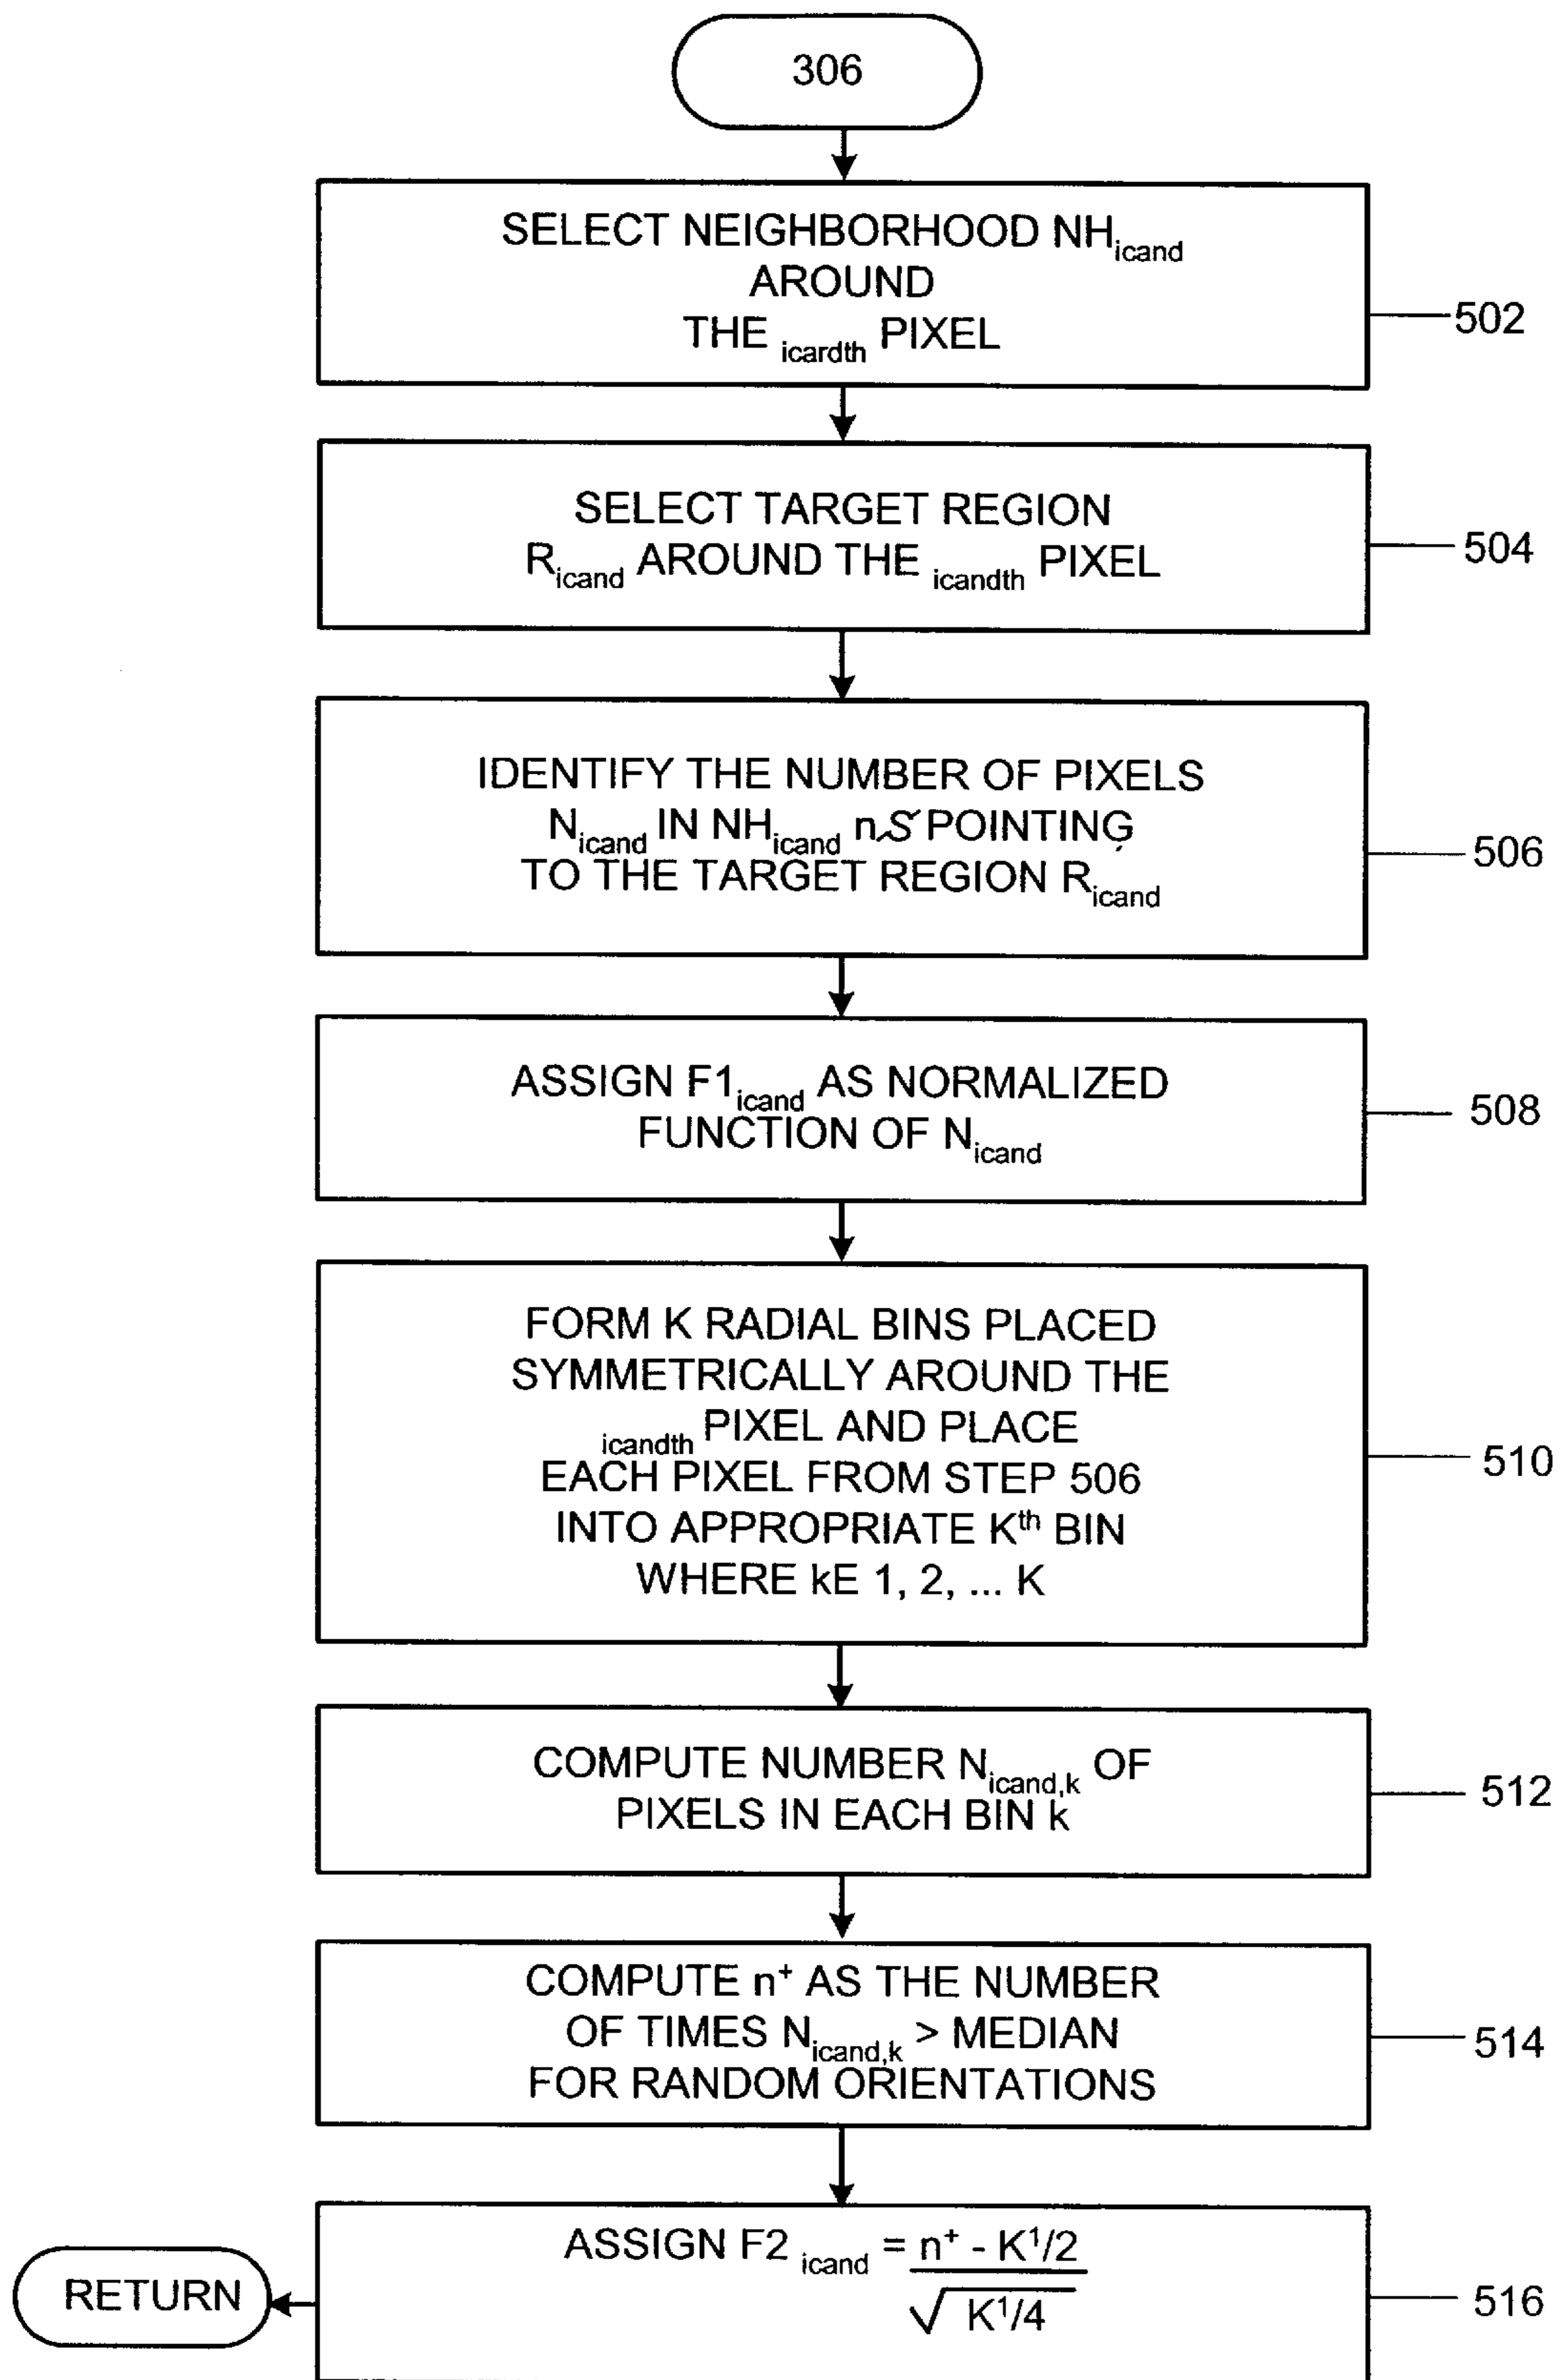 306
SELECT NEIGHBORHOOD NHicand
AROUND
THE icardth PIXEL
502
SELECT TARGET REGION
Ricand AROUND THE icandth PIXEL
504
IDENTIFY THE NUMBER OF PIXELS
Nicand IN NHicand n S POINTING
TO THE TARGET REGION Ricand
506
ASSIGN F1icand AS NORMALIZED
FUNCTION OF Nicand
508
FORM K RADIAL BINS PLACED
SYMMETRICALLY AROUND THE
icandth PIXEL AND PLACE
EACH PIXEL FROM STEP 506
INTO APPROPRIATE Kth BIN
WHERE kE 1, 2, ... K
510
COMPUTE NUMBER Nicand,k OF
PIXELS IN EACH BIN k
512
COMPUTE n+ AS THE NUMBER
OF TIMES Nicand,k > MEDIAN
FOR RANDOM ORIENTATIONS
514
ASSIGN F2 icand = n+ - K1/2
√ K1/4
516
RETURN